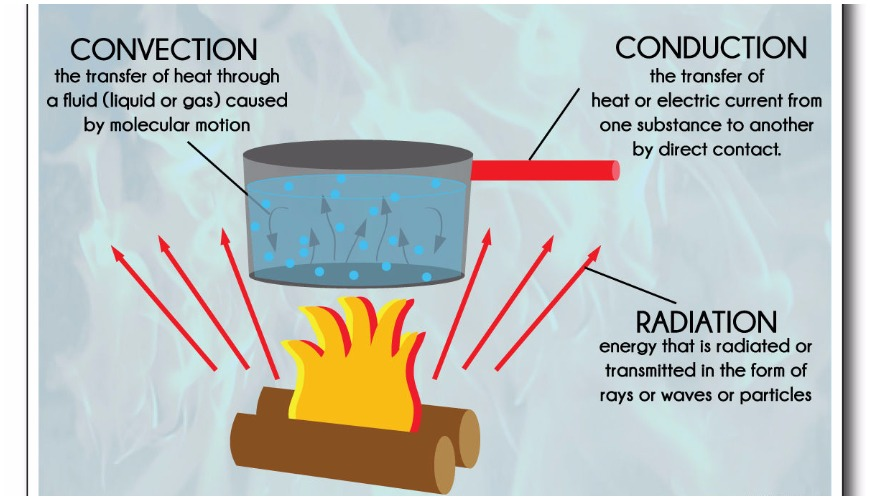 CONVECTION
the transfer of heat through
a fluid (liquid or gas) caused
by molecular motion
CONDUCTION
the transfer of
heat or electric current from
one substance to another
by direct contact.
RADIATION
energy that is radiated or
transmitted in the form of
rays or waves or particles